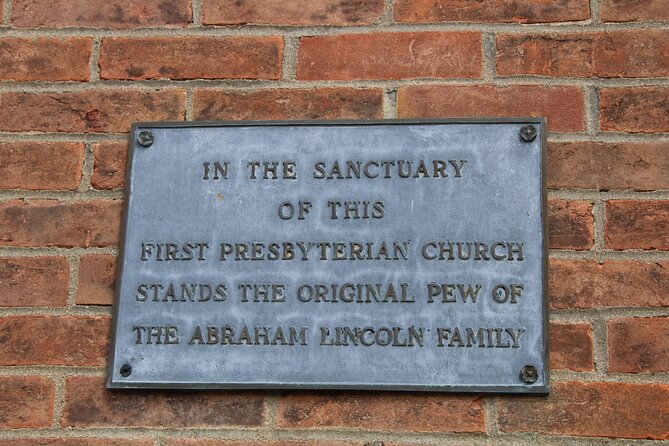 IN THE SANCTUARY
OF THIS
FIRST PRESBYTERIAN CHURCH
STANDS THE ORIGINAL PEW OF
THE ABRAHAM LINCOLN FAMILY